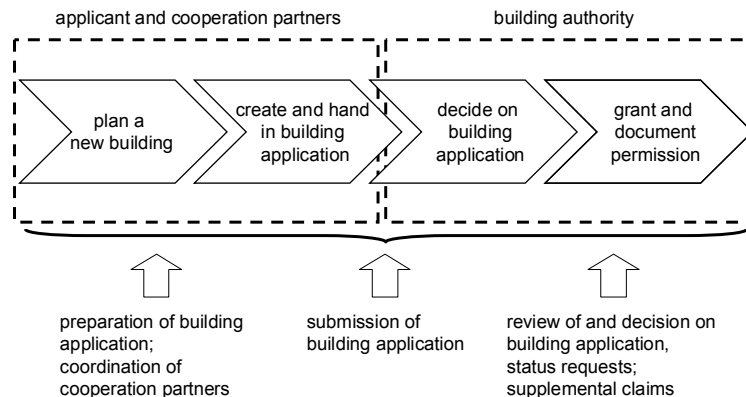 applicant and cooperation partners
building authority
plan a
new building
create and hand
in building
application
decide on
building
application
grant and
document
permission
preparation of building
application;
coordination of
cooperation partners
submission of
building application
review of and decision on
building application,
status requests;
supplemental claims